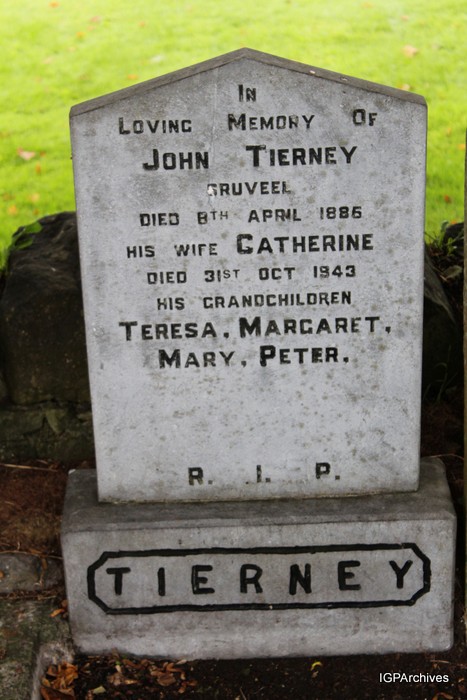 IN
LOVING MEMORY OF
JOHN TIERNEY
GRUVEEL
DIED 8TH APRIL 1886
HIS WIFE CATHERINE
DIED 31ST OCT 1943
HIS GRANDCHILDREN
TERESA. MARGARET.
MARY. PETER.
R. I. P.
TIERNEY
IGPArchives